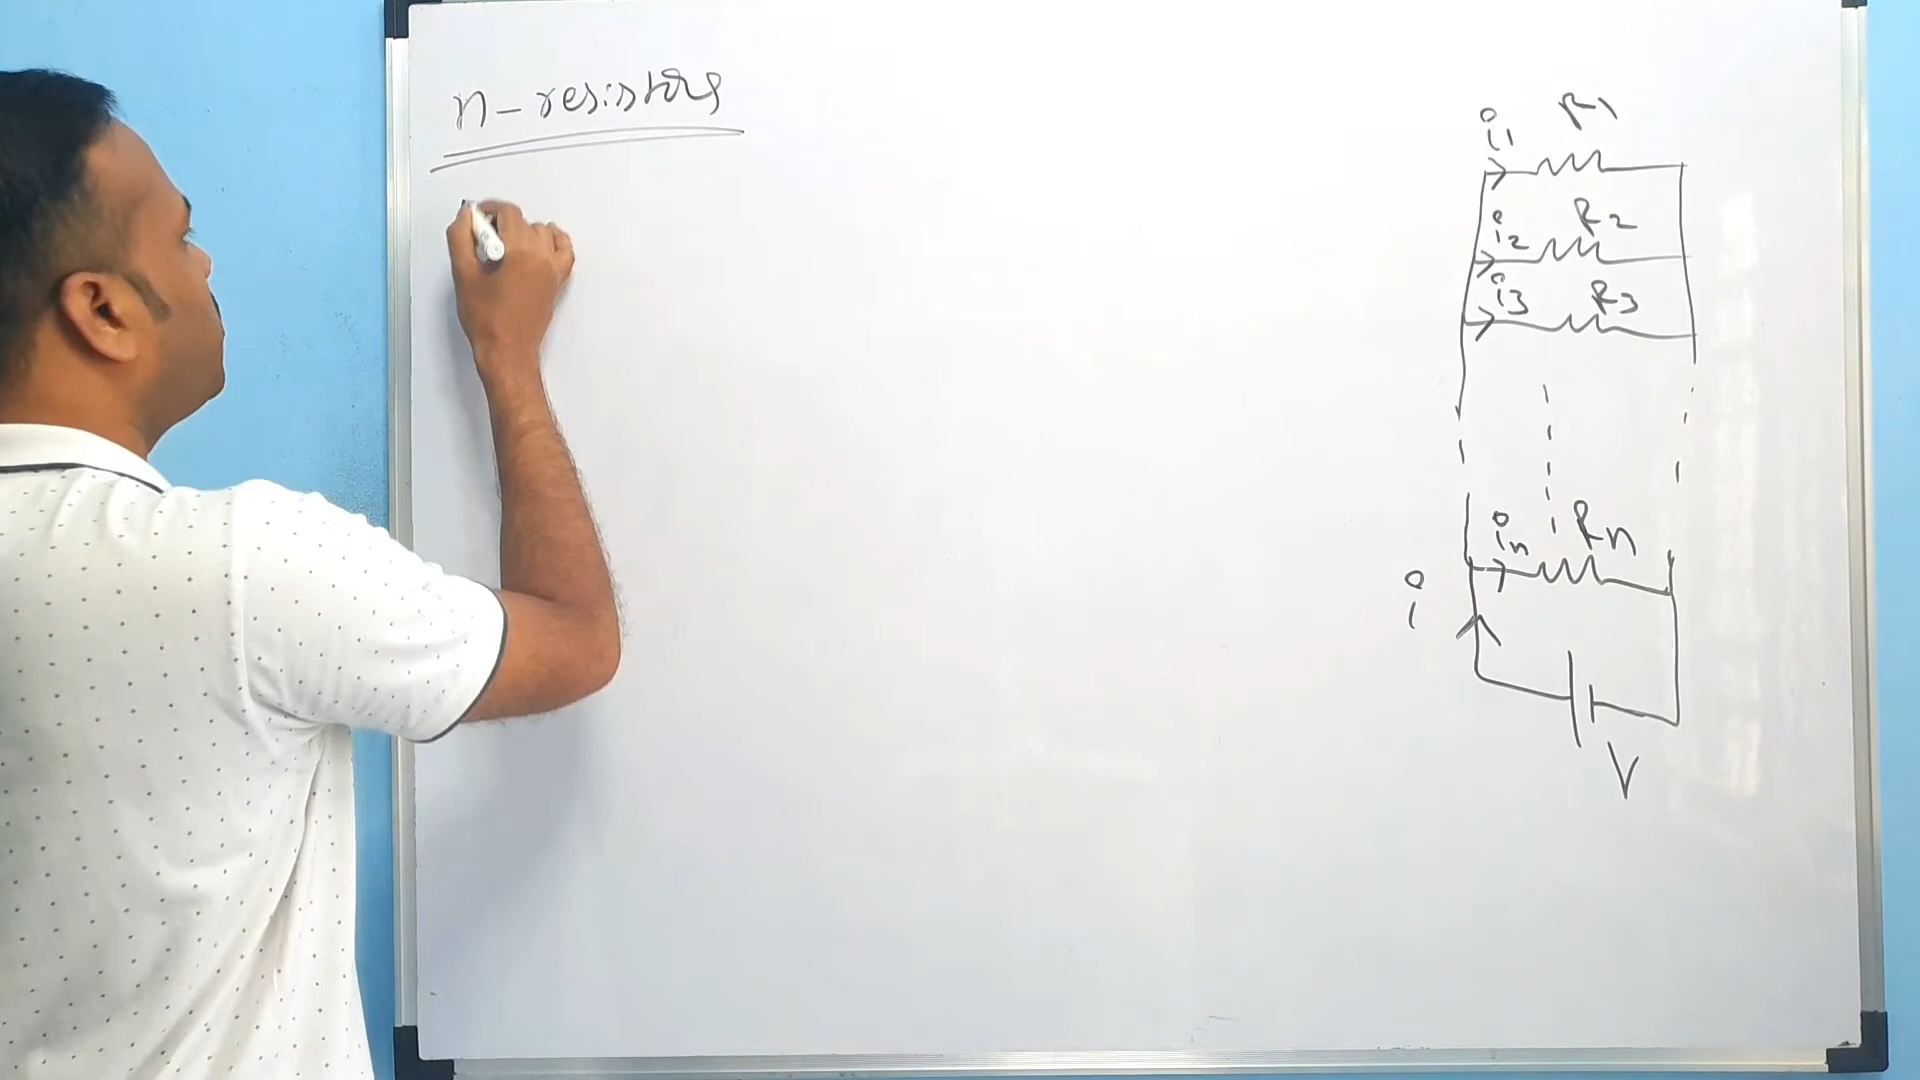 n - resistors
R1
i1
R2
i2
R3
i3
Rn
in
i
V